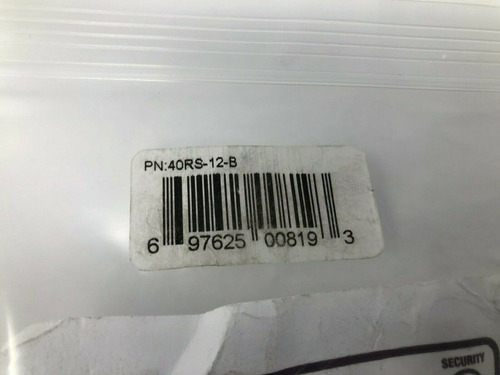 PN:40RS-12-B
6 97625 00819 3
SECURITY